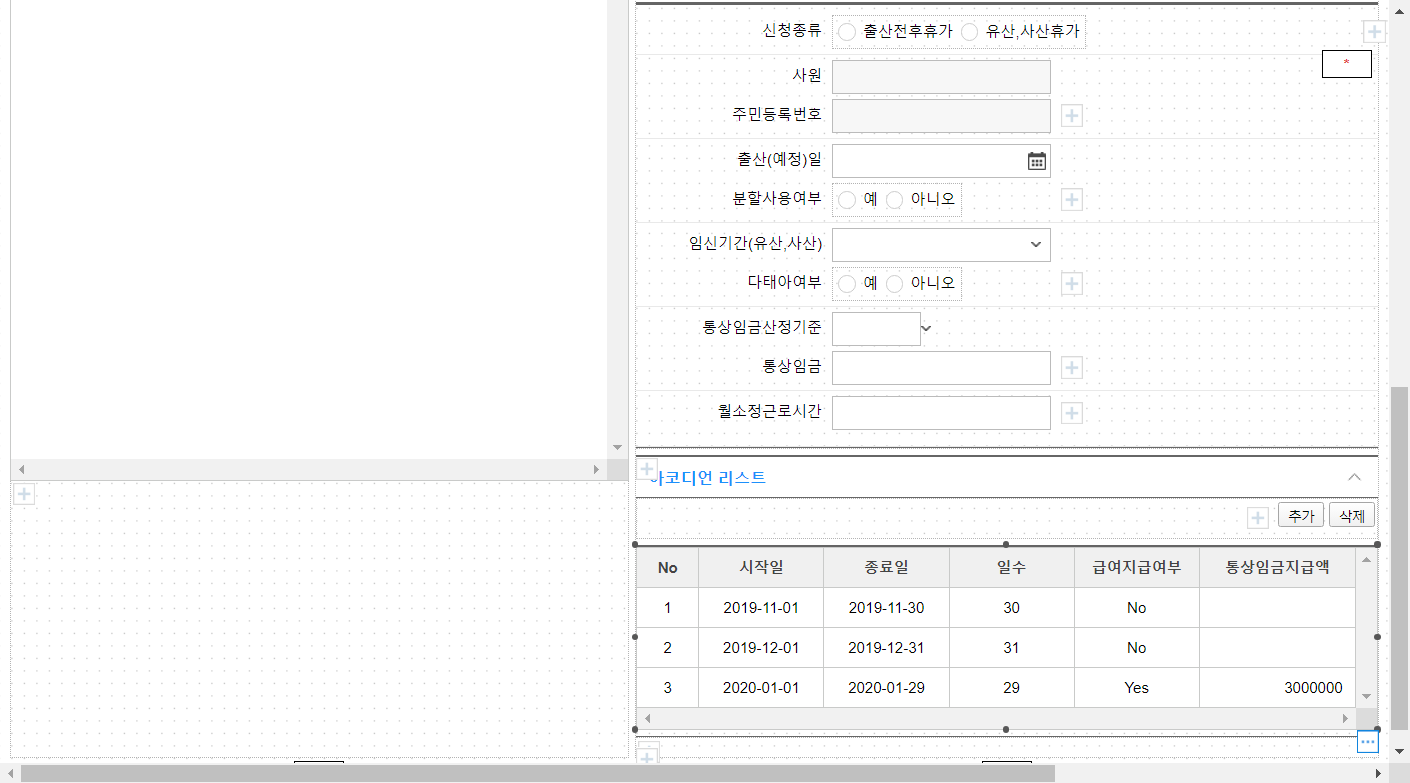 신청종류 출산전후휴가 유산,사산휴가
*
사원
주민등록번호
출산(예정)일
분할사용여부 예 아니오
임신기간(유산,사산)
다태아여부 예 아니오
통상임금산정기준
통상임금
월소정근로시간
아코디언 리스트
추가 삭제
No 시작일 종료일 일수 급여지급여부 통상임금지급액
1 2019-11-01 2019-11-30 30 No
2 2019-12-01 2019-12-31 31 No
3 2020-01-01 2020-01-29 29 Yes 3000000